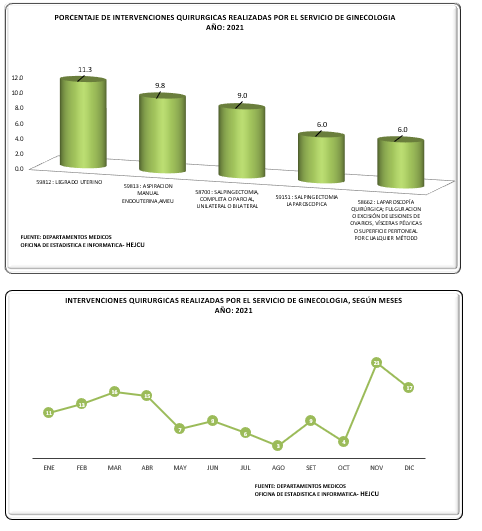 PORCENTAJE DE INTERVENCIONES QUIRURGICAS REALIZADAS POR EL SERVICIO DE GINECOLOGIA
AÑO: 2021
11.3
9.8
9.0
6.0
6.0
12.0
10.0
8.0
6.0
4.0
2.0
0.0
59812 : LEGRADO UTERINO
59813 : ASPIRACION
MANUAL
ENDOUTERINA,AMEU
58700 : SALPINGECTOMIA,
COMPLETA O PARCIAL,
UNILATERAL O BILATERAL
59151 : SALPINGECTOMIA
LAPAROSCOPICA
58662 : LAPAROSCOPÍA
QUIRÚRGICA; FULGURACION
O EXCISIÓN DE LESIONES DE
OVARIOS, VÍSCERAS PÉLVICAS
O SUPERFICIE PERITONEAL
POR CUALQUIER MÉTODO
FUENTE: DEPARTAMENTOS MEDICOS
OFICINA DE ESTADISTICA E INFORMATICA- HEJCU
INTERVENCIONES QUIRURGICAS REALIZADAS POR EL SERVICIO DE GINECOLOGIA, SEGÚN MESES
AÑO: 2021
11
13
16
15
7
6
3
9
4
17
ENE FEB MAR ABR MAY JUN JUL AGO SET OCT NOV DIC
FUENTE: DEPARTAMENTOS MEDICOS
OFICINA DE ESTADISTICA E INFORMATICA- HEJCU